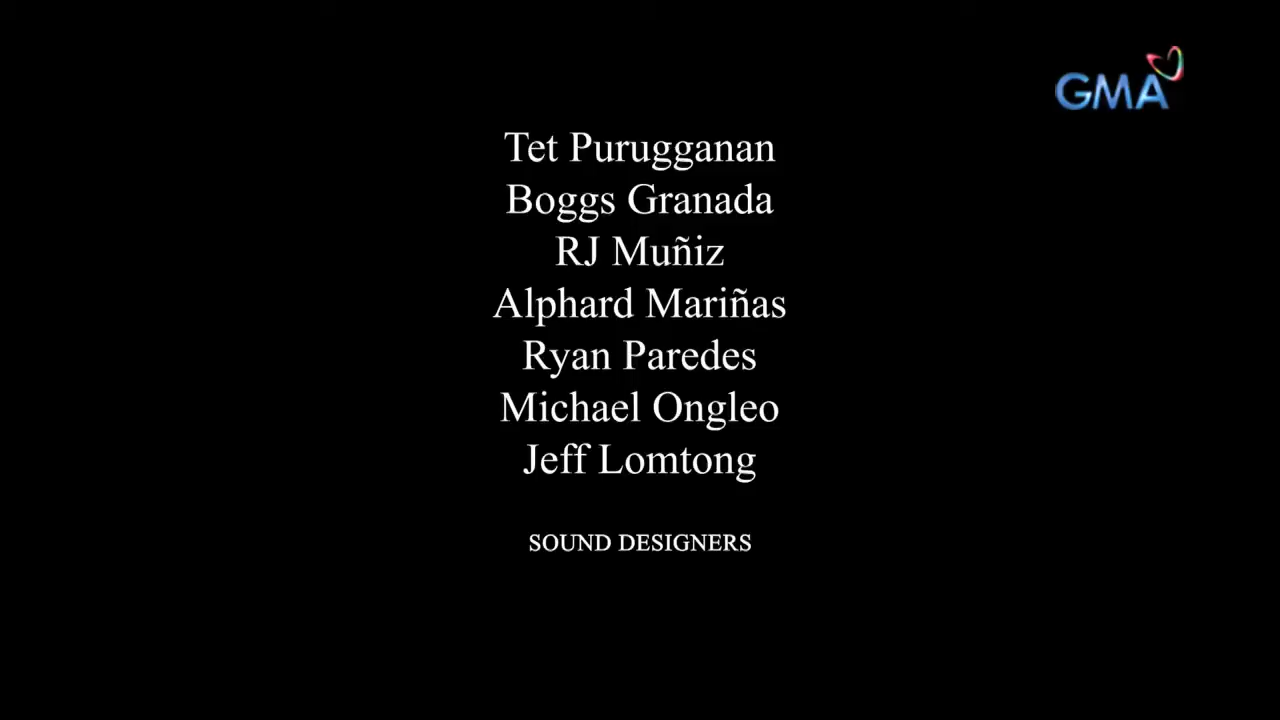 GMA
Tet Purugganan
Boggs Granada
RJ Muñiz
Alphard Mariñas
Ryan Paredes
Michael Ongleo
Jeff Lomtong
SOUND DESIGNERS